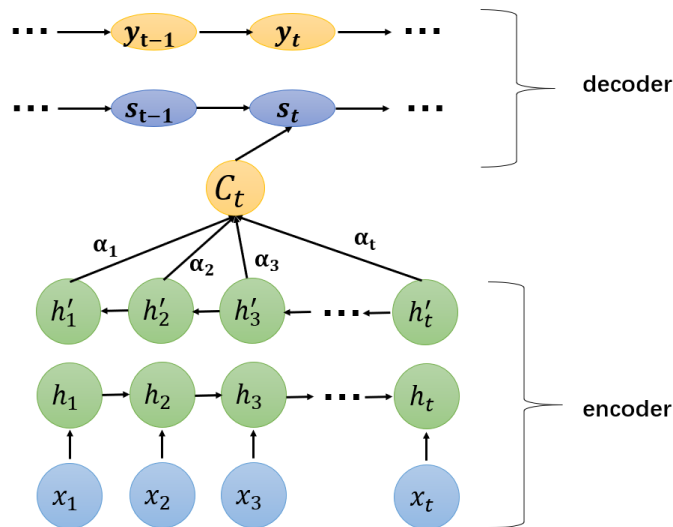 ... y_{t−1} y_t ...
decoder
... s_{t−1} s_t ...
C_t
α_1 α_2 α_3 α_t
h'_1 h'_2 h'_3 ... h'_t
h_1 h_2 h_3 ... h_t
encoder
x_1 x_2 x_3 x_t